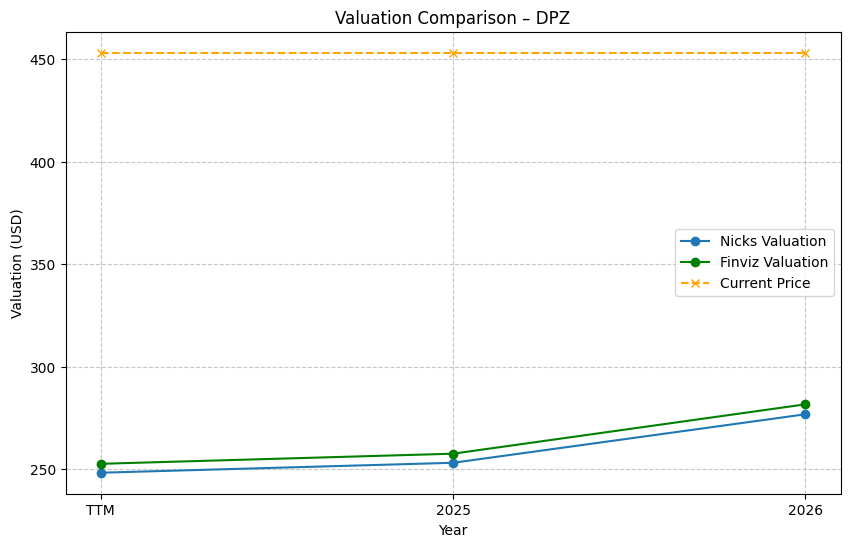 Valuation Comparison – DPZ
Valuation (USD)
450
400
350
300
250
Nicks Valuation
Finviz Valuation
Current Price
TTM
2025
2026
Year